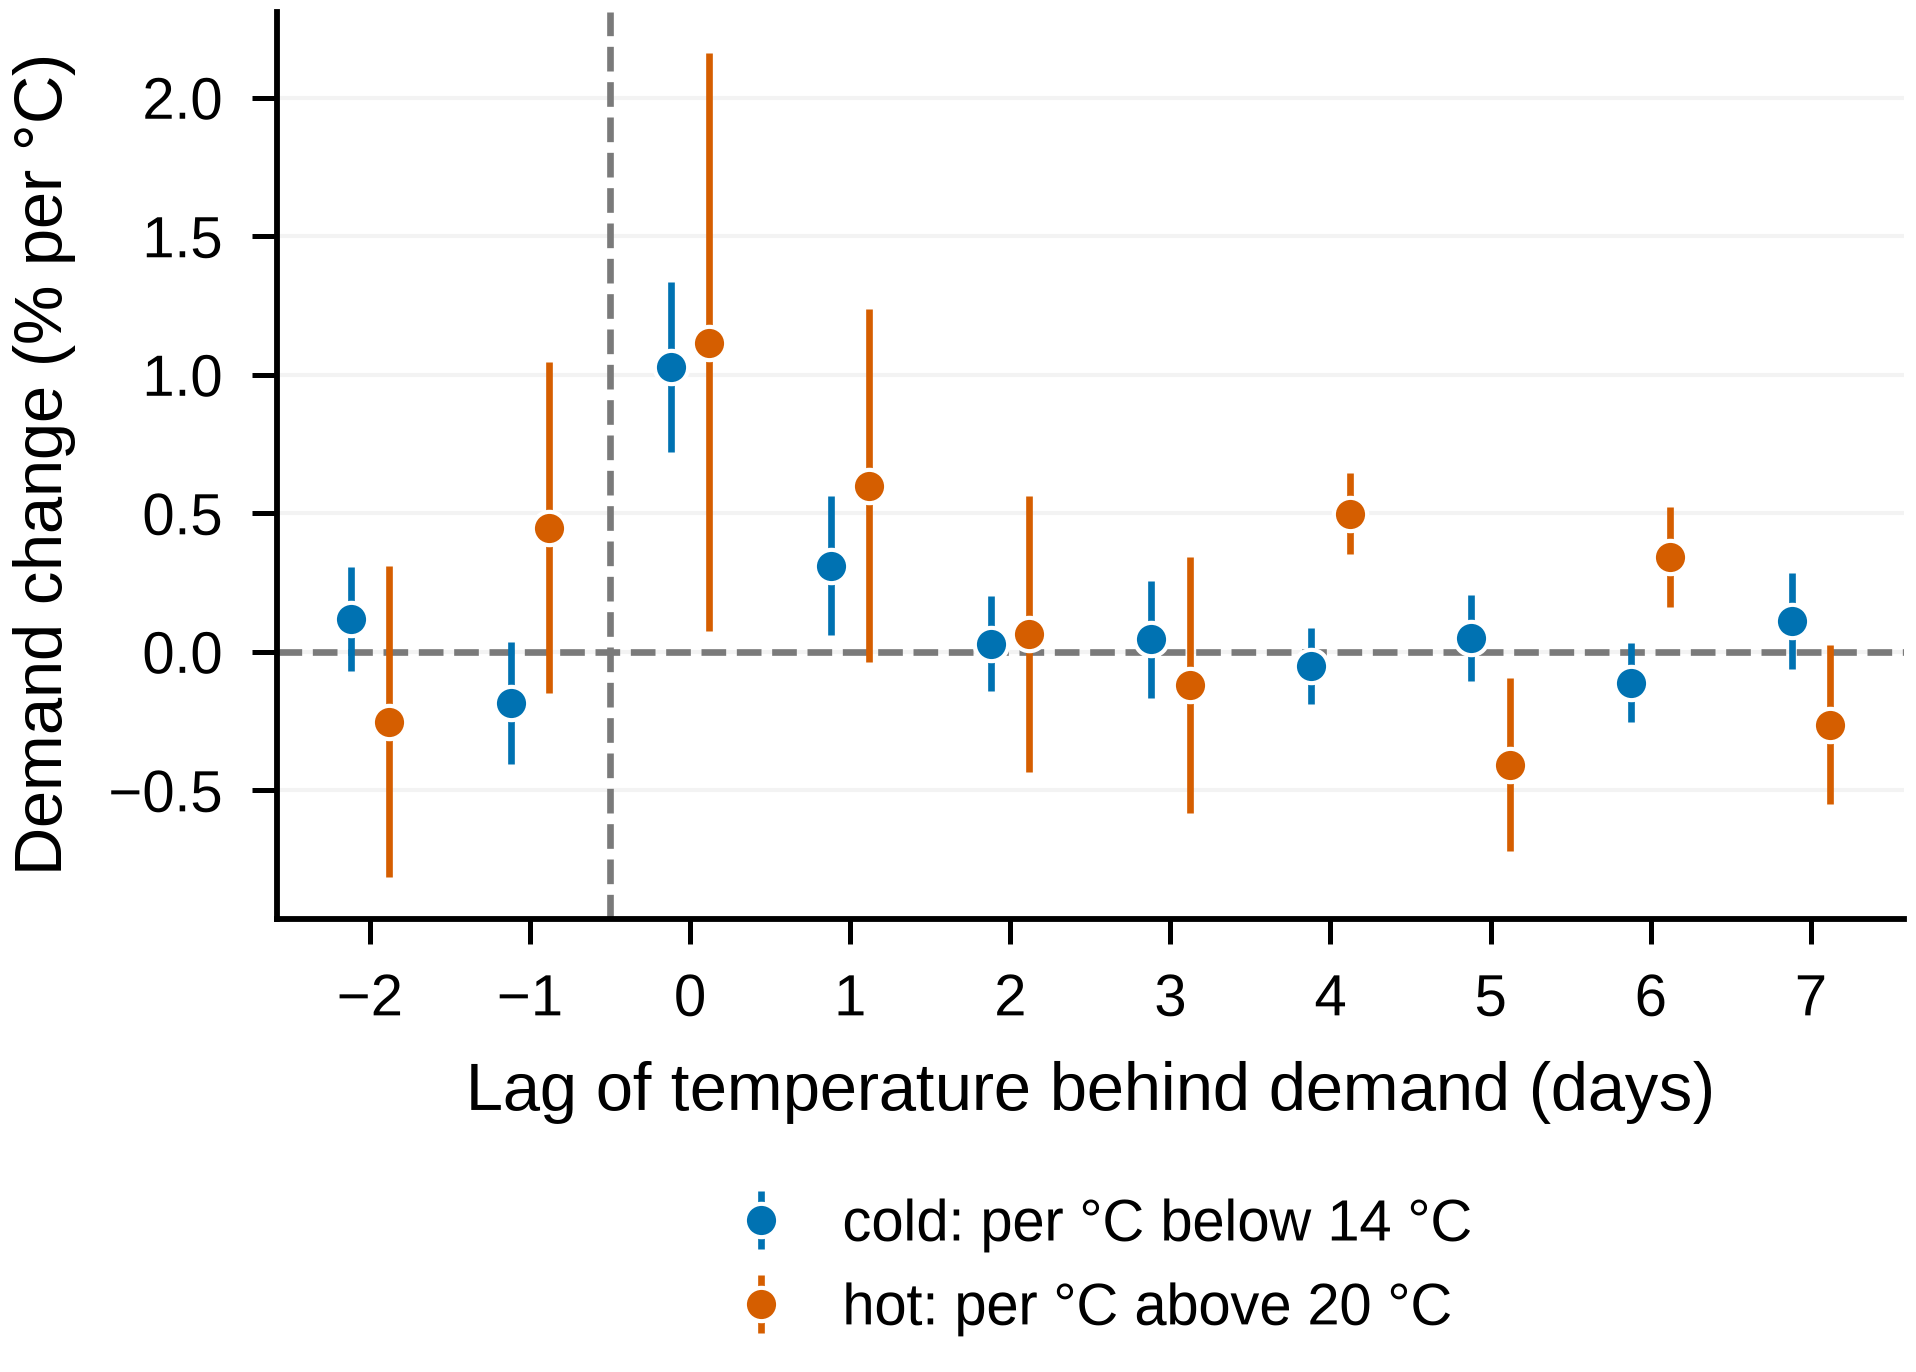 Demand change (% per °C)
2.0
1.5
1.0
0.5
0.0
−0.5
−2 −1 0 1 2 3 4 5 6 7
Lag of temperature behind demand (days)
cold: per °C below 14 °C
hot: per °C above 20 °C